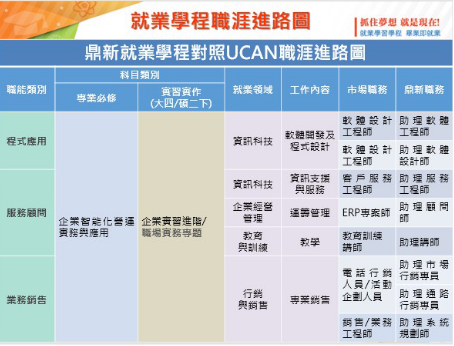 就業學程職涯進路圖
抓住夢想 就是現在!
就業學習學程 畢業即就業
鼎新就業學程對照UCAN職涯進路圖
職能類別
科目類別
就業領域
工作內容
市場職務
鼎新職務
專業必修
實習實作
(大四/碩二下)
程式應用
資訊科技
軟體開發及
程式設計
軟體設計
工程師
助理軟體
工程師
軟體設計
工程師
助理軟體
設計師
服務顧問
企業智能化營運
實務與應用
企業實習進階/
職場實務專題
資訊科技
資訊支援
與服務
客戶服務
工程師
助理服務
工程師
企業經營
管理
運籌管理
ERP專案師
助理顧問
師
教育
與訓練
教學
教育訓練
講師
助理講師
業務銷售
行銷
與銷售
專業銷售
電話行銷
人員/活動
企劃人員
助理市場
行銷專員
助理通路
行銷專員
銷售/業務
工程師
助理系統
規劃師